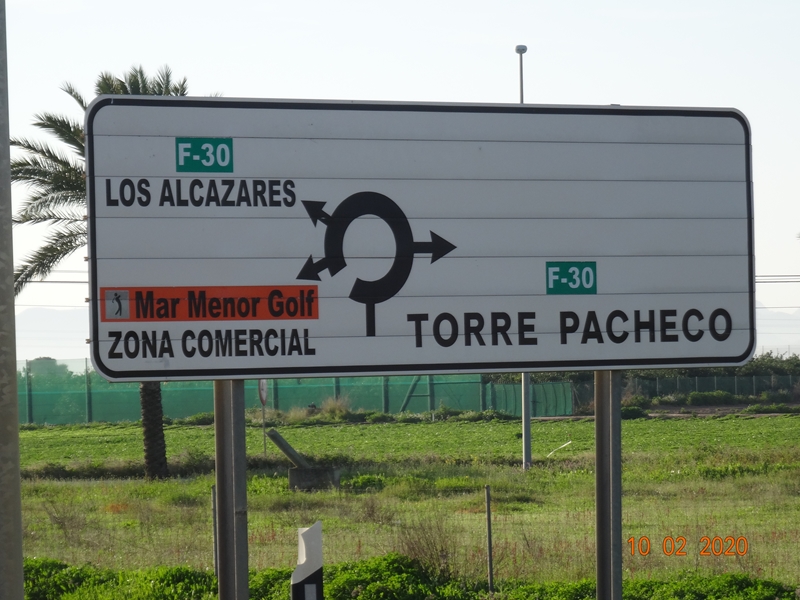 F-30
LOS ALCAZARES
Mar Menor Golf
ZONA COMERCIAL
F-30
TORRE PACHECO
10 02 2020